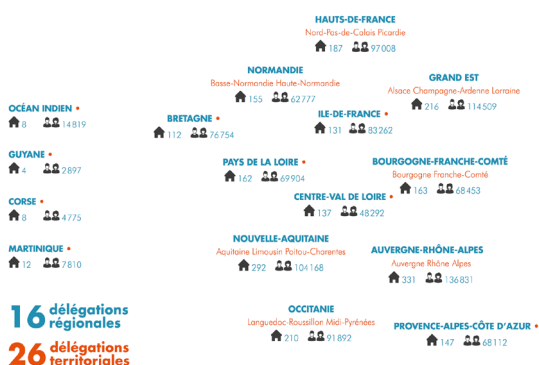 HAUTS-DE-FRANCE
Nord-Pas-de-Calais Picardie
187 97008
NORMANDIE
Basse-Normandie Haute-Normandie
155 62777
GRAND EST
Alsace Champagne-Ardenne Lorraine
216 114509
OCÉAN INDIEN •
8 14819
BRETAGNE •
112 76754
ILE-DE-FRANCE •
131 83262
GUYANE •
4 2897
PAYS DE LA LOIRE •
162 69904
BOURGOGNE-FRANCHE-COMTÉ
Bourgogne Franche-Comté
163 68453
CORSE •
8 4775
CENTRE-VAL DE LOIRE •
137 48292
MARTINIQUE •
12 7810
NOUVELLE-AQUITAINE
Aquitaine Limousin Poitou-Charentes
292 104168
AUVERGNE-RHÔNE-ALPES
Auvergne Rhône Alpes
331 136831
OCCITANIE
Languedoc-Roussillon Midi-Pyrénées
210 91892
PROVENCE-ALPES-CÔTE D'AZUR •
147 68112
16 délégations
régionales
26 délégations
territoriales